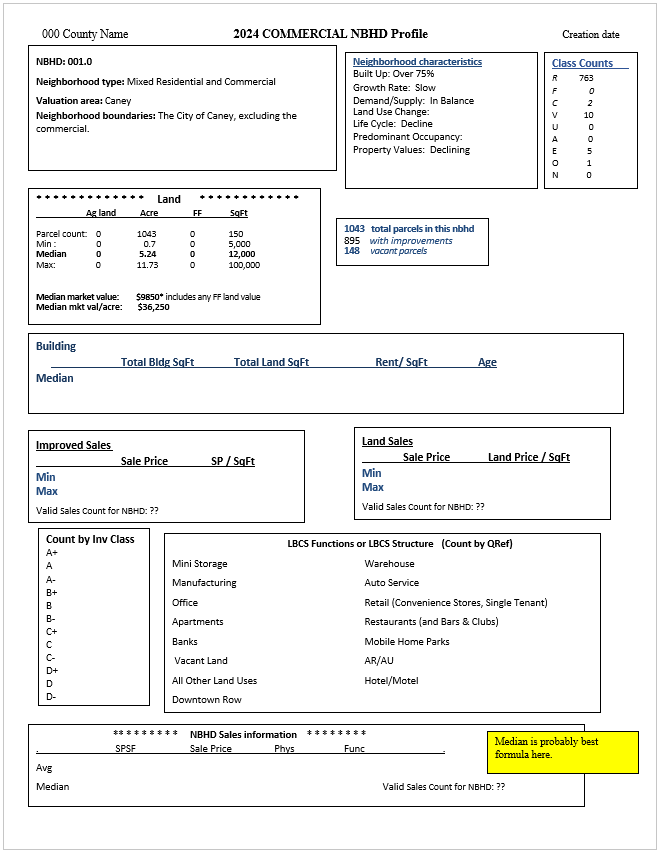 000 County Name 2024 COMMERCIAL NBHD Profile Creation date
NBHD: 001.0
Neighborhood type: Mixed Residential and Commercial
Valuation area: Caney
Neighborhood boundaries: The City of Caney, excluding the
commercial.
Neighborhood characteristics
Built Up: Over 75%
Growth Rate: Slow
Demand/Supply: In Balance
Land Use Change:
Life Cycle: Decline
Predominant Occupancy:
Property Values: Declining
Class Counts
R 763
F 0
C 2
V 10
U 0
A 0
E 5
O 1
N 0
* * * * * * * * * * * * * Land * * * * * * * * * * * *
Ag land Acre FF SqFt
Parcel count: 0 1043 0 150
Min : 0 0.7 0 5,000
Median 0 5.24 0 12,000
Max: 0 11.73 0 100,000
Median market value: $9850* includes any FF land value
Median mkt val/acre: $36,250
1043 total parcels in this nbhd
895 with improvements
148 vacant parcels
Building
Total Bldg SqFt Total Land SqFt Rent/ SqFt Age
Median
Improved Sales
Sale Price SP / SqFt
Min
Max
Valid Sales Count for NBHD: ??
Land Sales
Sale Price Land Price / SqFt
Min
Max
Valid Sales Count for NBHD: ??
Count by Inv Class
A+
A
A-
B+
B
B-
C+
C
C-
D+
D
D-
LBCS Functions or LBCS Structure (Count by QRef)
Mini Storage Warehouse
Manufacturing Auto Service
Office Retail (Convenience Stores, Single Tenant)
Apartments Restaurants (and Bars & Clubs)
Banks Mobile Home Parks
Vacant Land AR/AU
All Other Land Uses Hotel/Motel
Downtown Row
** * * * * * * * NBHD Sales information * * * * * * * *
. SPSF Sale Price Phys Func .
Avg
Median Valid Sales Count for NBHD: ??
Median is probably best
formula here.